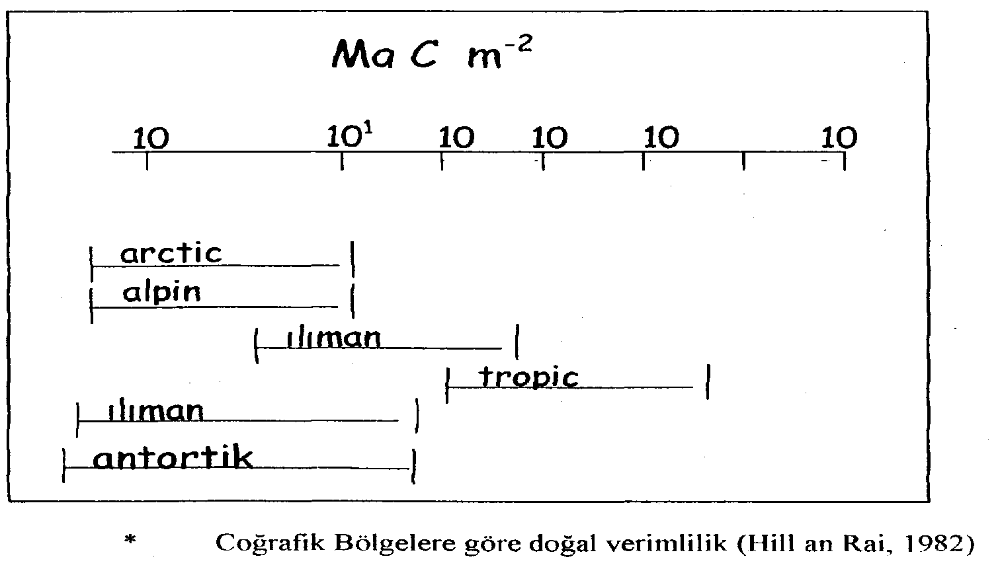 Ma C m⁻²
10 10¹ 10 10 10 10
arctic
alpin
ılıman
tropic
ılıman
antortik
* Coğrafik Bölgelere göre doğal verimlilik (Hill an Rai, 1982)